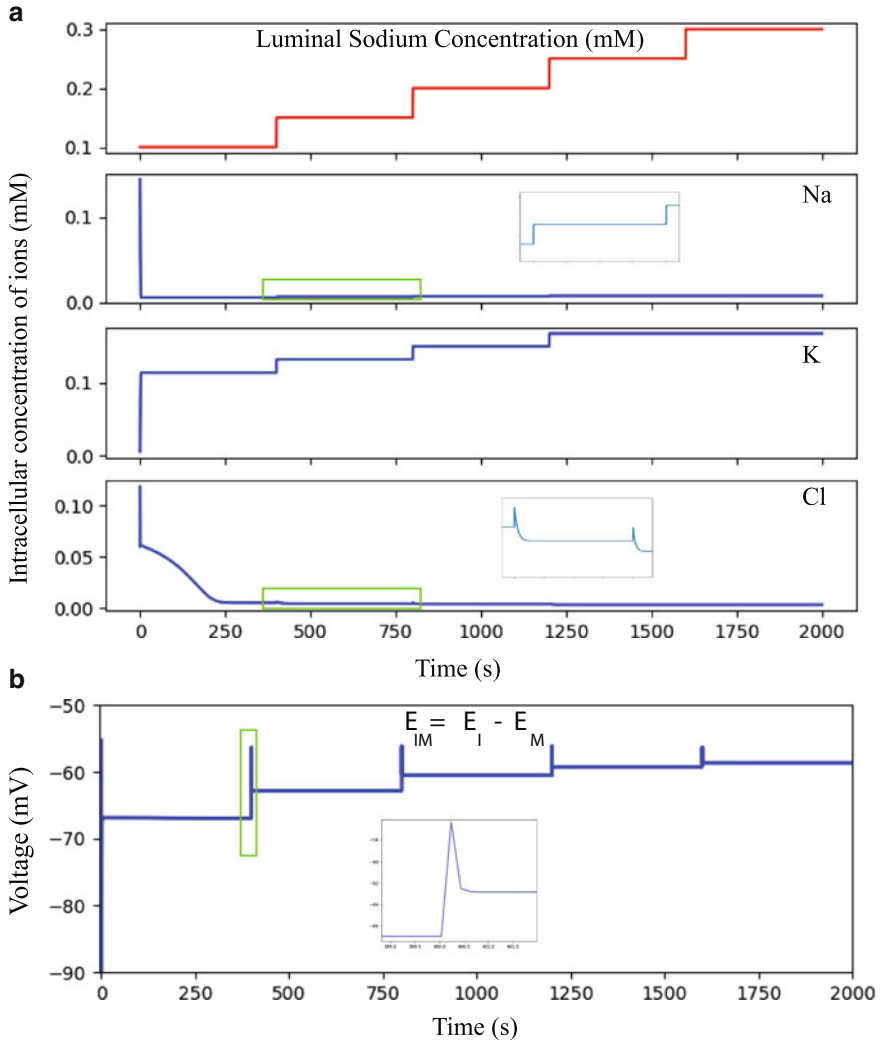 a
Luminal Sodium Concentration (mM)
0.3
0.2
0.1
Intracellular concentration of ions (mM)
Na
0.1
0.0
K
0.1
0.0
Cl
0.10
0.05
0.00
0 250 500 750 1000 1250 1500 1750 2000
Time (s)
b
E_IM = E_I - E_M
Voltage (mV)
−50
−60
−70
−80
−90
0 250 500 750 1000 1250 1500 1750 2000
Time (s)